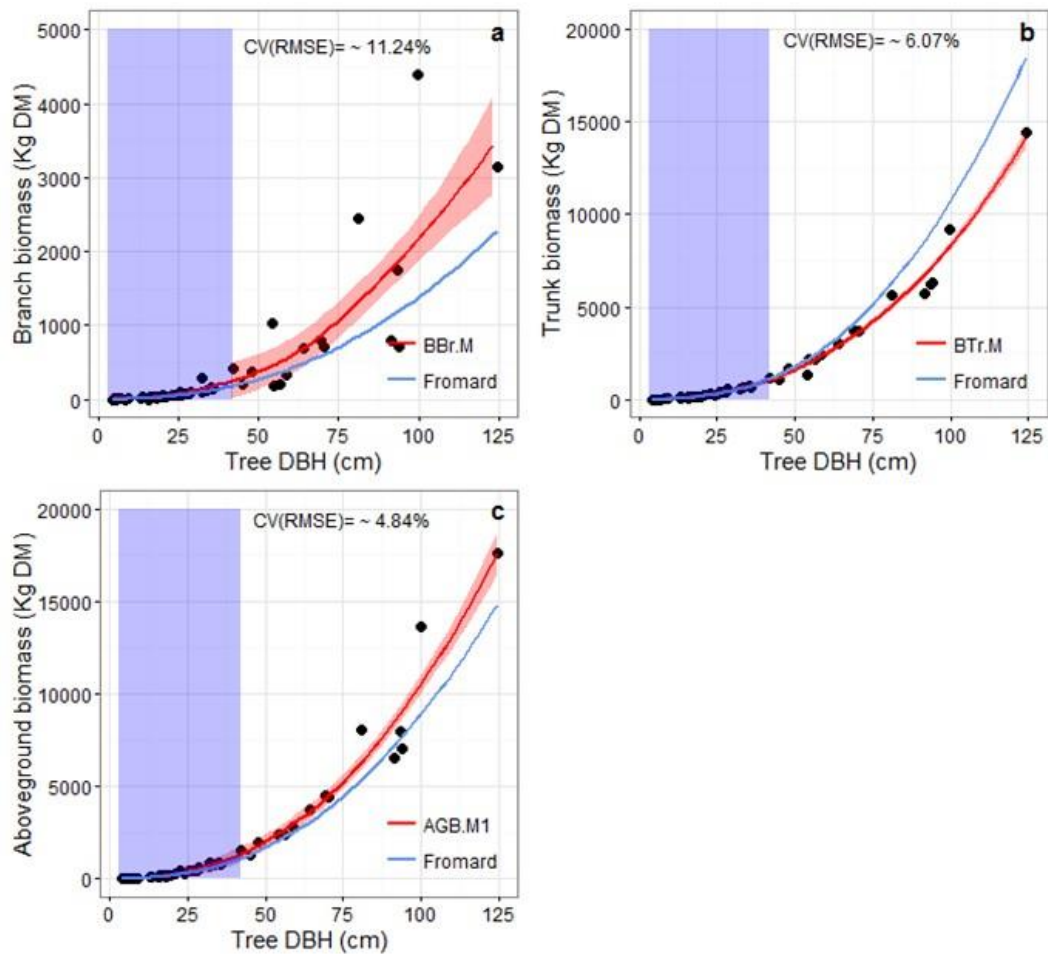 a
CV(RMSE)= ~ 11.24%
5000
4000
3000
2000
1000
0
Branch biomass (Kg DM)
BBr.M
Fromard
0 25 50 75 100 125
Tree DBH (cm)
b
CV(RMSE)= ~ 6.07%
20000
15000
10000
5000
0
Trunk biomass (Kg DM)
BTr.M
Fromard
0 25 50 75 100 125
Tree DBH (cm)
c
CV(RMSE)= ~ 4.84%
20000
15000
10000
5000
0
Aboveground biomass (Kg DM)
AGB.M1
Fromard
0 25 50 75 100 125
Tree DBH (cm)